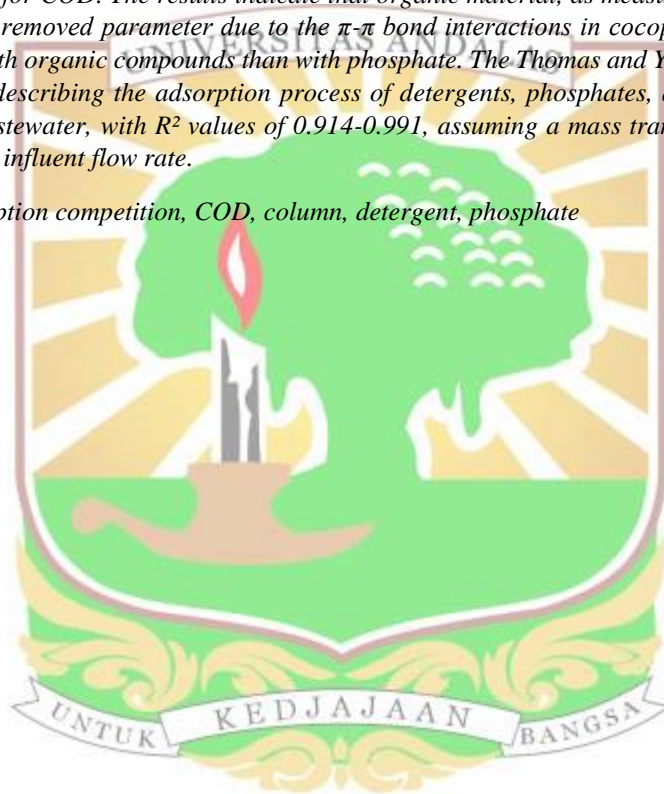 for COD. The results indicate that organic material, as measu
removed parameter due to the π-π bond interactions in cocop
th organic compounds than with phosphate. The Thomas and Y
describing the adsorption process of detergents, phosphates,
stewater, with R² values of 0.914-0.991, assuming a mass tran
influent flow rate.
ption competition, COD, column, detergent, phosphate
UNIVERSITAS ANDALAS
UNTUK KEDJAJAAN BANGSA